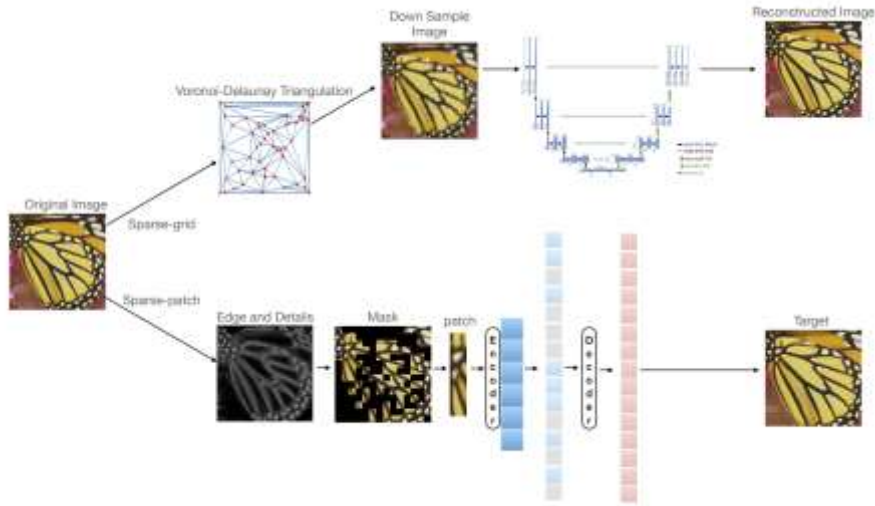 Down Sample
Image
Reconstructed Image
Voronoi-Delaunay Triangulation
Original Image
Sparse-grid
Sparse-patch
Edge and Details
Mask
patch
Encoder
Decoder
Target